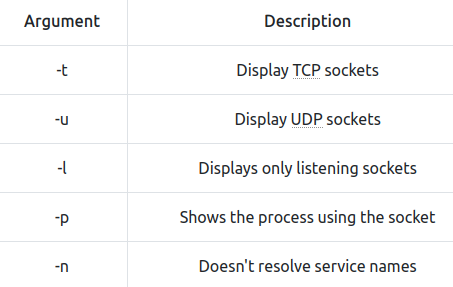 Argument Description
-t Display TCP sockets
-u Display UDP sockets
-l Displays only listening sockets
-p Shows the process using the socket
-n Doesn't resolve service names